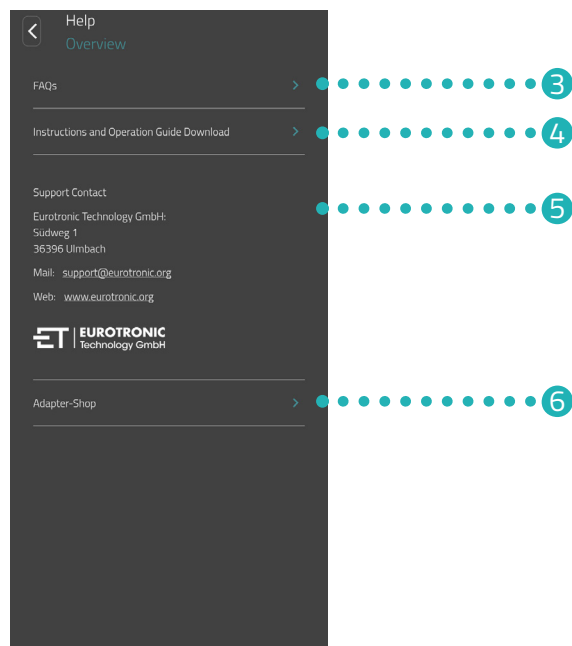 Help
Overview
FAQs
3
Instructions and Operation Guide Download
4
Support Contact
5
Eurotronic Technology GmbH:
Südweg 1
36396 Ulmbach
Mail: support@eurotronic.org
Web: www.eurotronic.org
ET EUROTRONIC
Technology GmbH
Adapter-Shop
6